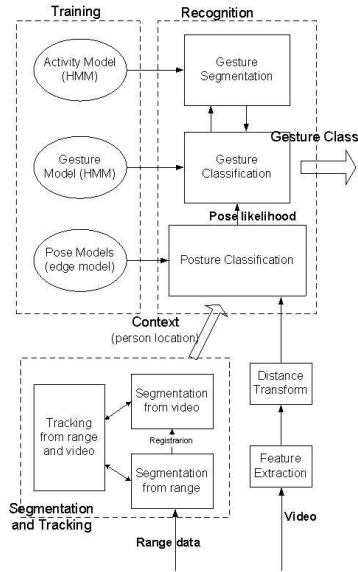 Training
Recognition
Activity Model
(HMM)
Gesture
Segmentation
Gesture Class
Gesture
Model (HMM)
Gesture
Classification
Pose likelihood
Pose Models
(edge model)
Posture Classification
Context
(person location)
Distance
Transform
Tracking
from range
and video
Segmentation
from video
Registrarion
Segmentation
from range
Feature
Extraction
Segmentation
and Tracking
Range data
Video